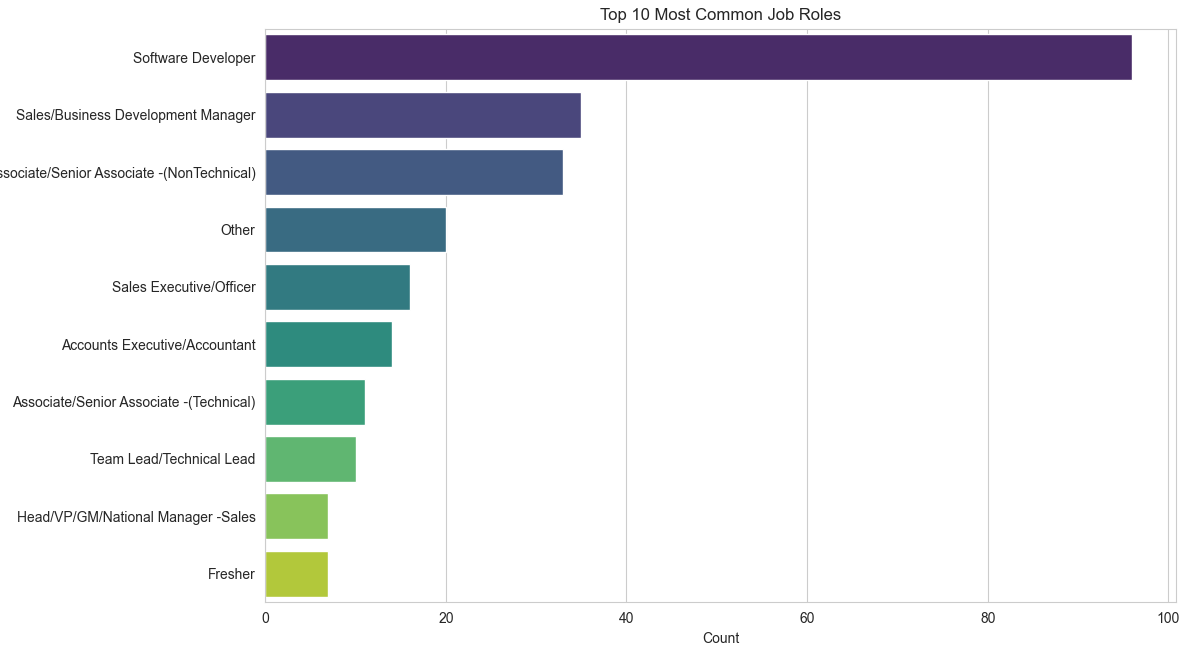 Top 10 Most Common Job Roles
Software Developer
Sales/Business Development Manager
ssociate/Senior Associate -(NonTechnical)
Other
Sales Executive/Officer
Accounts Executive/Accountant
Associate/Senior Associate -(Technical)
Team Lead/Technical Lead
Head/VP/GM/National Manager -Sales
Fresher
0 20 40 60 80 100
Count